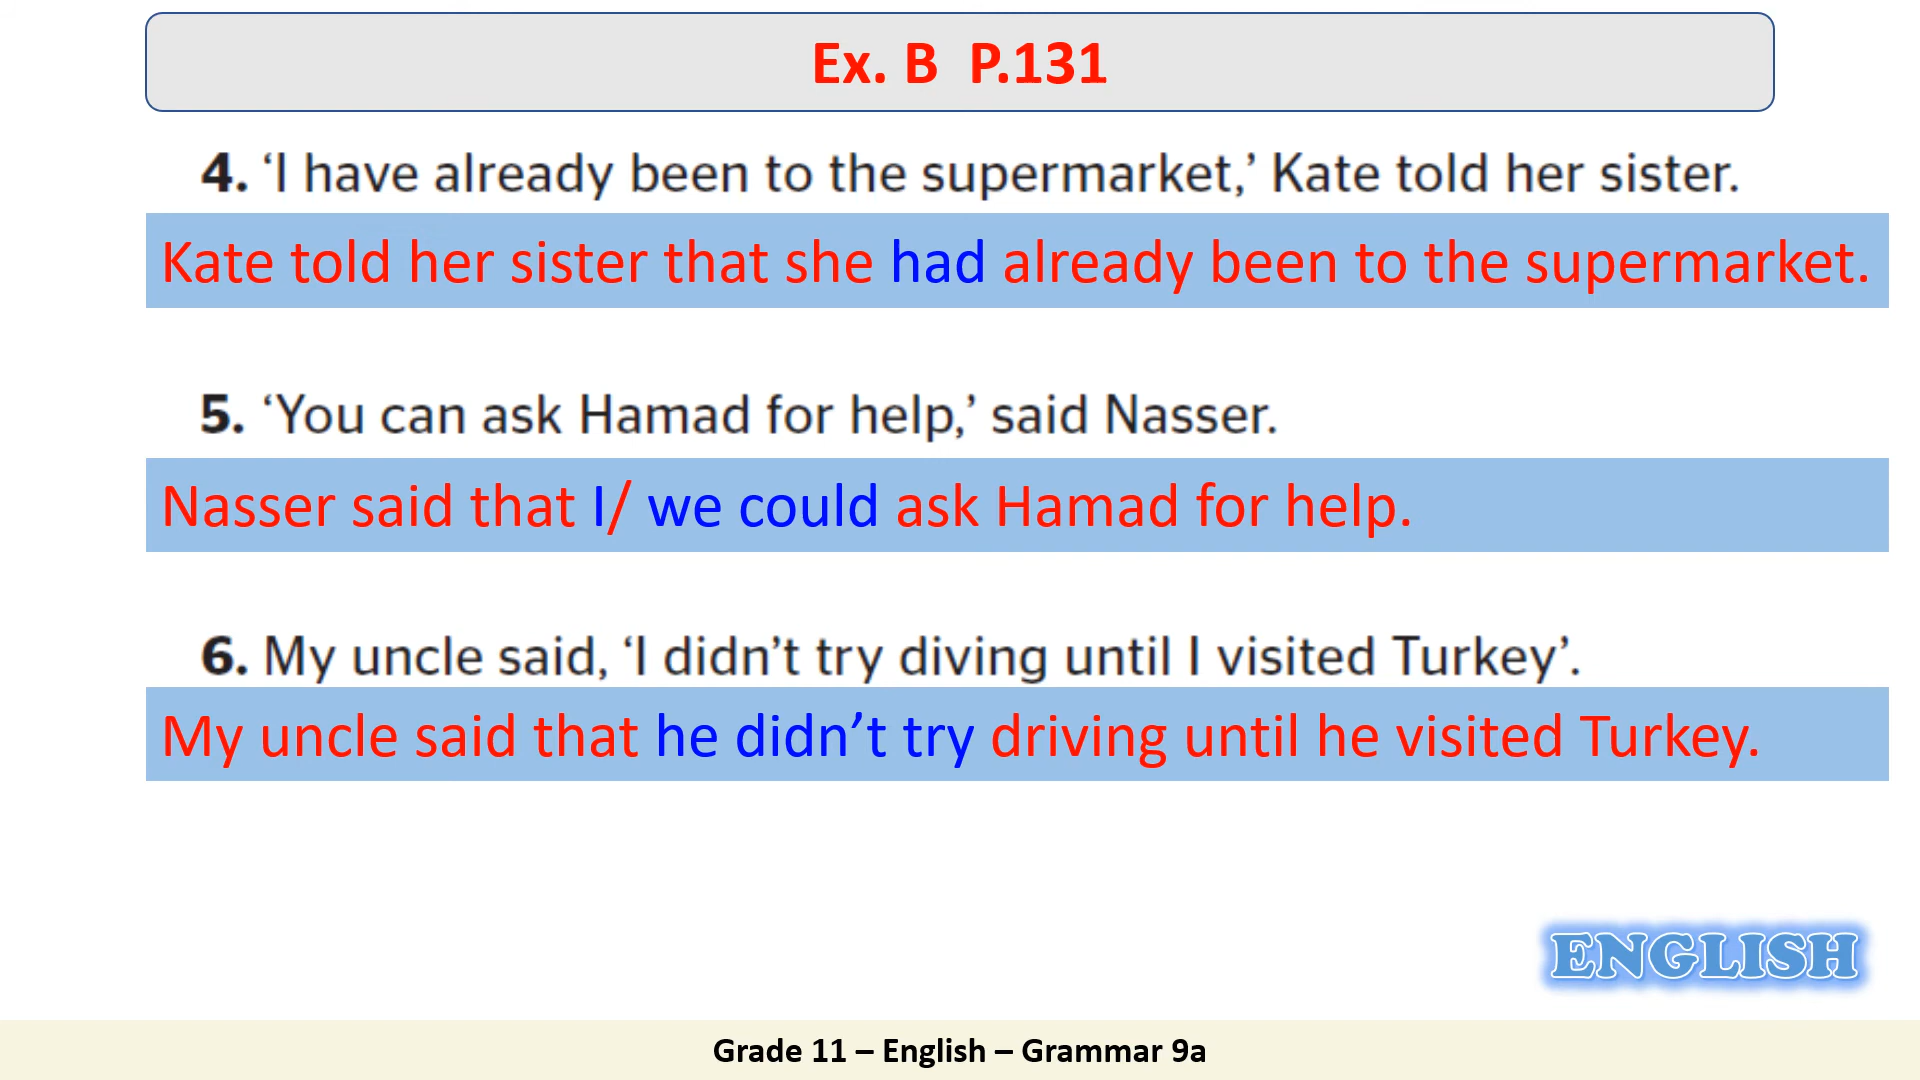 Ex. B  P.131
4. ‘I have already been to the supermarket,’ Kate told her sister.
Kate told her sister that she had already been to the supermarket.
5. ‘You can ask Hamad for help,’ said Nasser.
Nasser said that I/ we could ask Hamad for help.
6. My uncle said, ‘I didn’t try diving until I visited Turkey’.
My uncle said that he didn’t try driving until he visited Turkey.
ENGLISH
Grade 11 – English – Grammar 9a